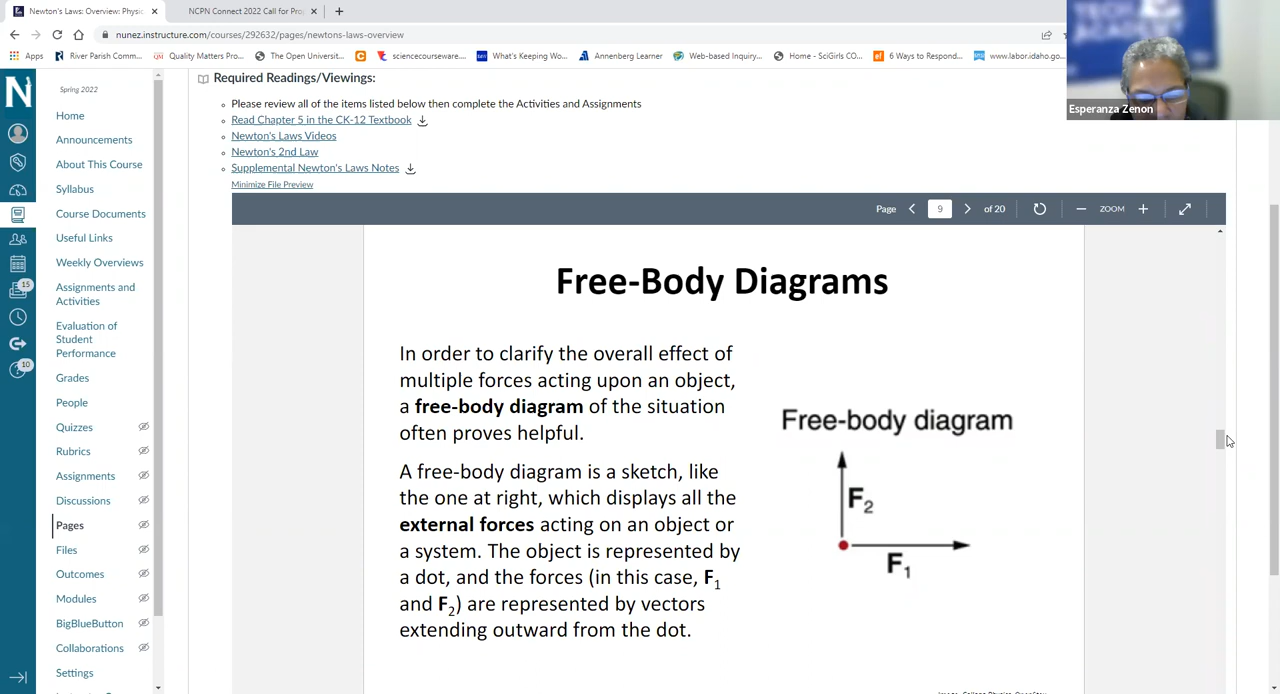 Newton's Laws: Overview: Physic
NCPN Connect 2022 Call for Prop
nunez.instructure.com/courses/292632/pages/newtons-laws-overview
Apps
River Parish Comm...
Quality Matters Pro...
The Open Universit...
sciencecourseware....
What's Keeping Wo...
Annenberg Learner
Web-based Inquiry...
Home - SciGirls CO...
6 Ways to Respond...
www.labor.idaho.go...
TECH
ACADEMY
Esperanza Zenon
N
15
10
Spring 2022
Home
Announcements
About This Course
Syllabus
Course Documents
Useful Links
Weekly Overviews
Assignments and
Activities
Evaluation of
Student
Performance
Grades
People
Quizzes
Rubrics
Assignments
Discussions
Pages
Files
Outcomes
Modules
BigBlueButton
Collaborations
Settings
Required Readings/Viewings:
Please review all of the items listed below then complete the Activities and Assignments
Read Chapter 5 in the CK-12 Textbook
Newton's Laws Videos
Newton's 2nd Law
Supplemental Newton's Laws Notes
Minimize File Preview
Page 9 of 20 ZOOM
Free-Body Diagrams
In order to clarify the overall effect of
multiple forces acting upon an object,
a free-body diagram of the situation
often proves helpful.
A free-body diagram is a sketch, like
the one at right, which displays all the
external forces acting on an object or
a system. The object is represented by
a dot, and the forces (in this case, F₁
and F₂) are represented by vectors
extending outward from the dot.
Free-body diagram
F₂
F₁